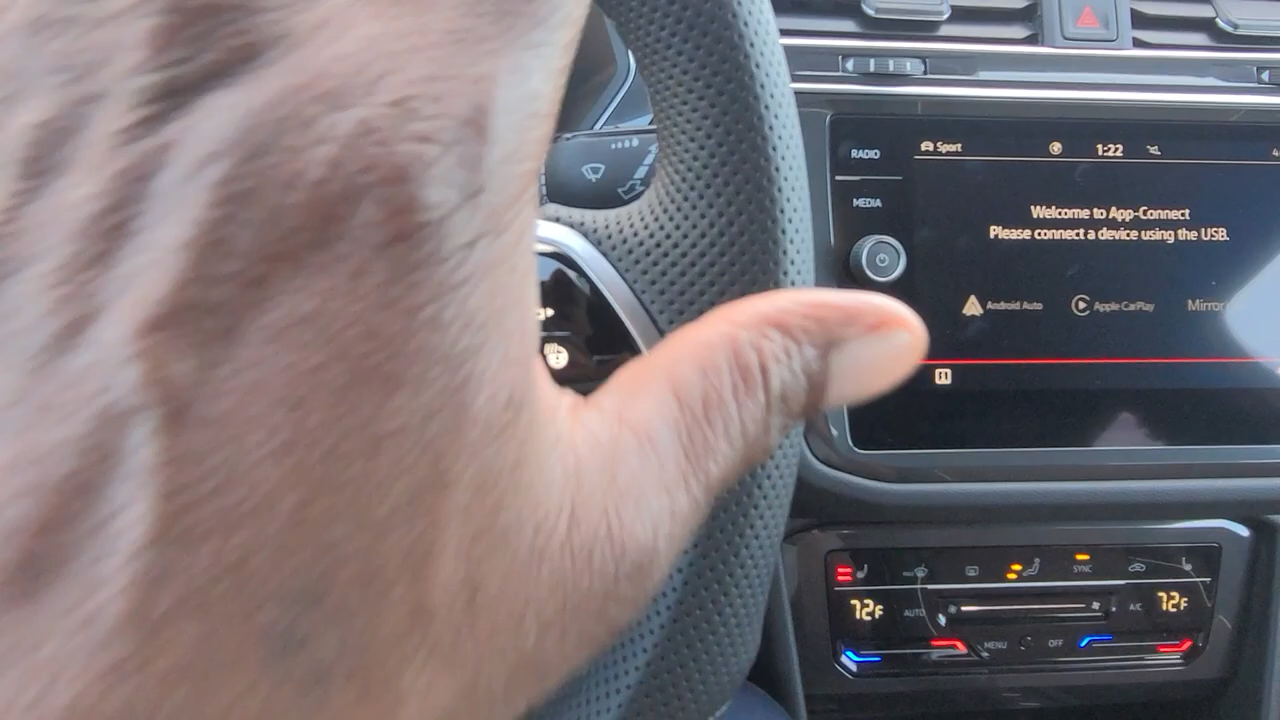 RADIO
Sport
1:22
MEDIA
Welcome to App-Connect
Please connect a device using the USB.
Android Auto
Apple CarPlay
Mirror
SYNC
72F
AUTO
A/C
72F
MENU
OFF